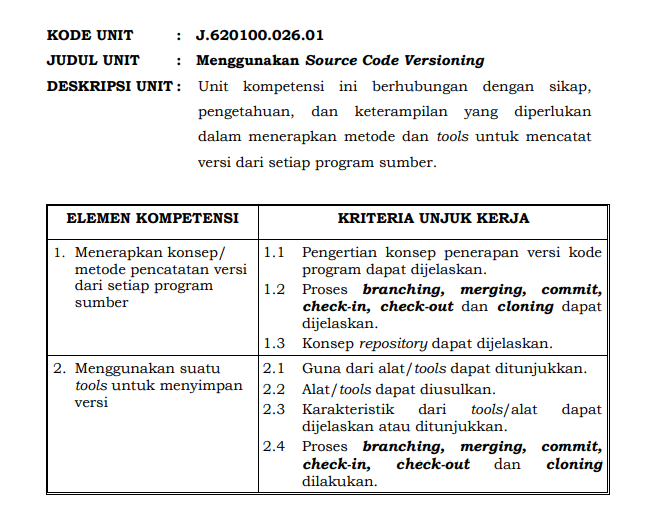 KODE UNIT : J.620100.026.01
JUDUL UNIT : Menggunakan Source Code Versioning
DESKRIPSI UNIT : Unit kompetensi ini berhubungan dengan sikap,
pengetahuan, dan keterampilan yang diperlukan
dalam menerapkan metode dan tools untuk mencatat
versi dari setiap program sumber.
ELEMEN KOMPETENSI
KRITERIA UNJUK KERJA
1. Menerapkan konsep/
metode pencatatan versi
dari setiap program
sumber
1.1 Pengertian konsep penerapan versi kode
program dapat dijelaskan.
1.2 Proses branching, merging, commit,
check-in, check-out dan cloning dapat
dijelaskan.
1.3 Konsep repository dapat dijelaskan.
2. Menggunakan suatu
tools untuk menyimpan
versi
2.1 Guna dari alat/tools dapat ditunjukkan.
2.2 Alat/tools dapat diusulkan.
2.3 Karakteristik dari tools/alat dapat
dijelaskan atau ditunjukkan.
2.4 Proses branching, merging, commit,
check-in, check-out dan cloning
dilakukan.